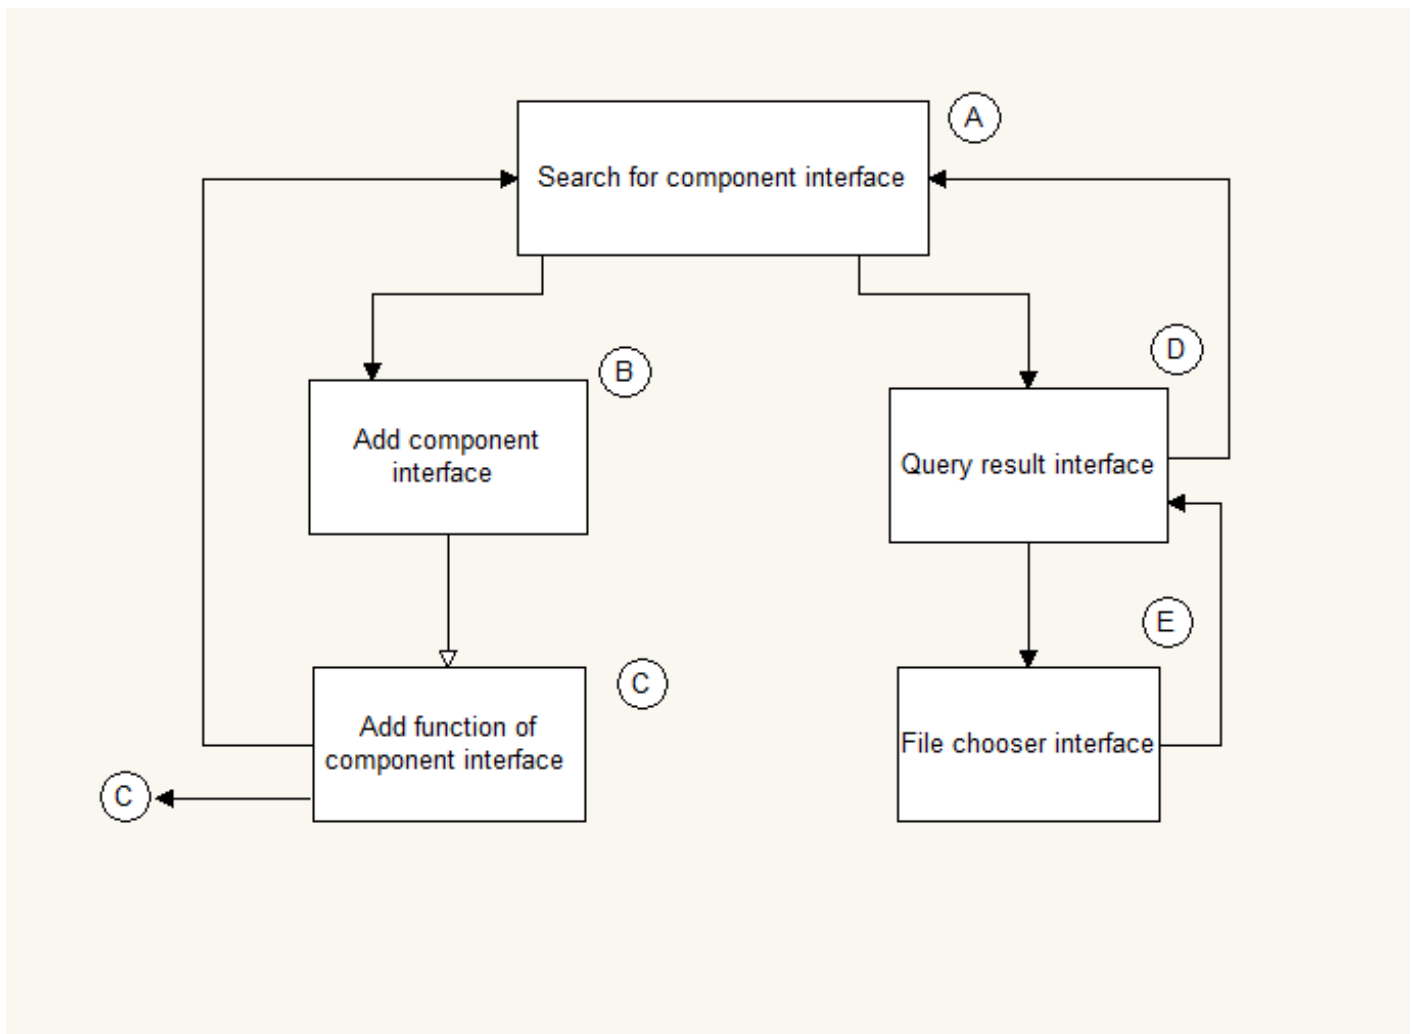 A
Search for component interface
B
Add component
interface
D
Query result interface
C
Add function of
component interface
C
E
File chooser interface